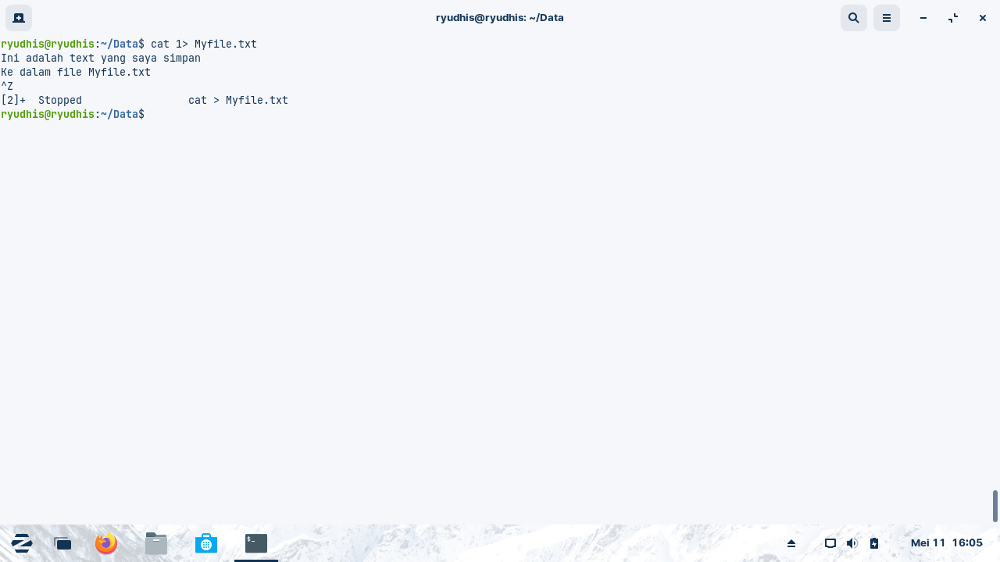 ryudhis@ryudhis: ~/Data
ryudhis@ryudhis:~/Data$ cat 1> Myfile.txt
Ini adalah text yang saya simpan
Ke dalam file Myfile.txt
^Z
[2]+  Stopped                 cat > Myfile.txt
ryudhis@ryudhis:~/Data$
$_
Mei 11  16:05